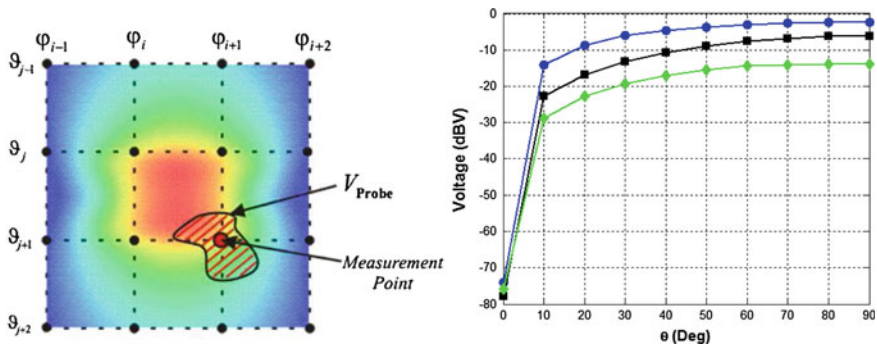 φᵢ₋₁ φᵢ φᵢ₊₁ φᵢ₊₂
ϑⱼ₋₁
ϑⱼ
ϑⱼ₊₁
ϑⱼ₊₂
V_Probe
Measurement
Point
Voltage (dBV)
0
-10
-20
-30
-40
-50
-60
-70
-80
0 10 20 30 40 50 60 70 80 90
θ (Deg)